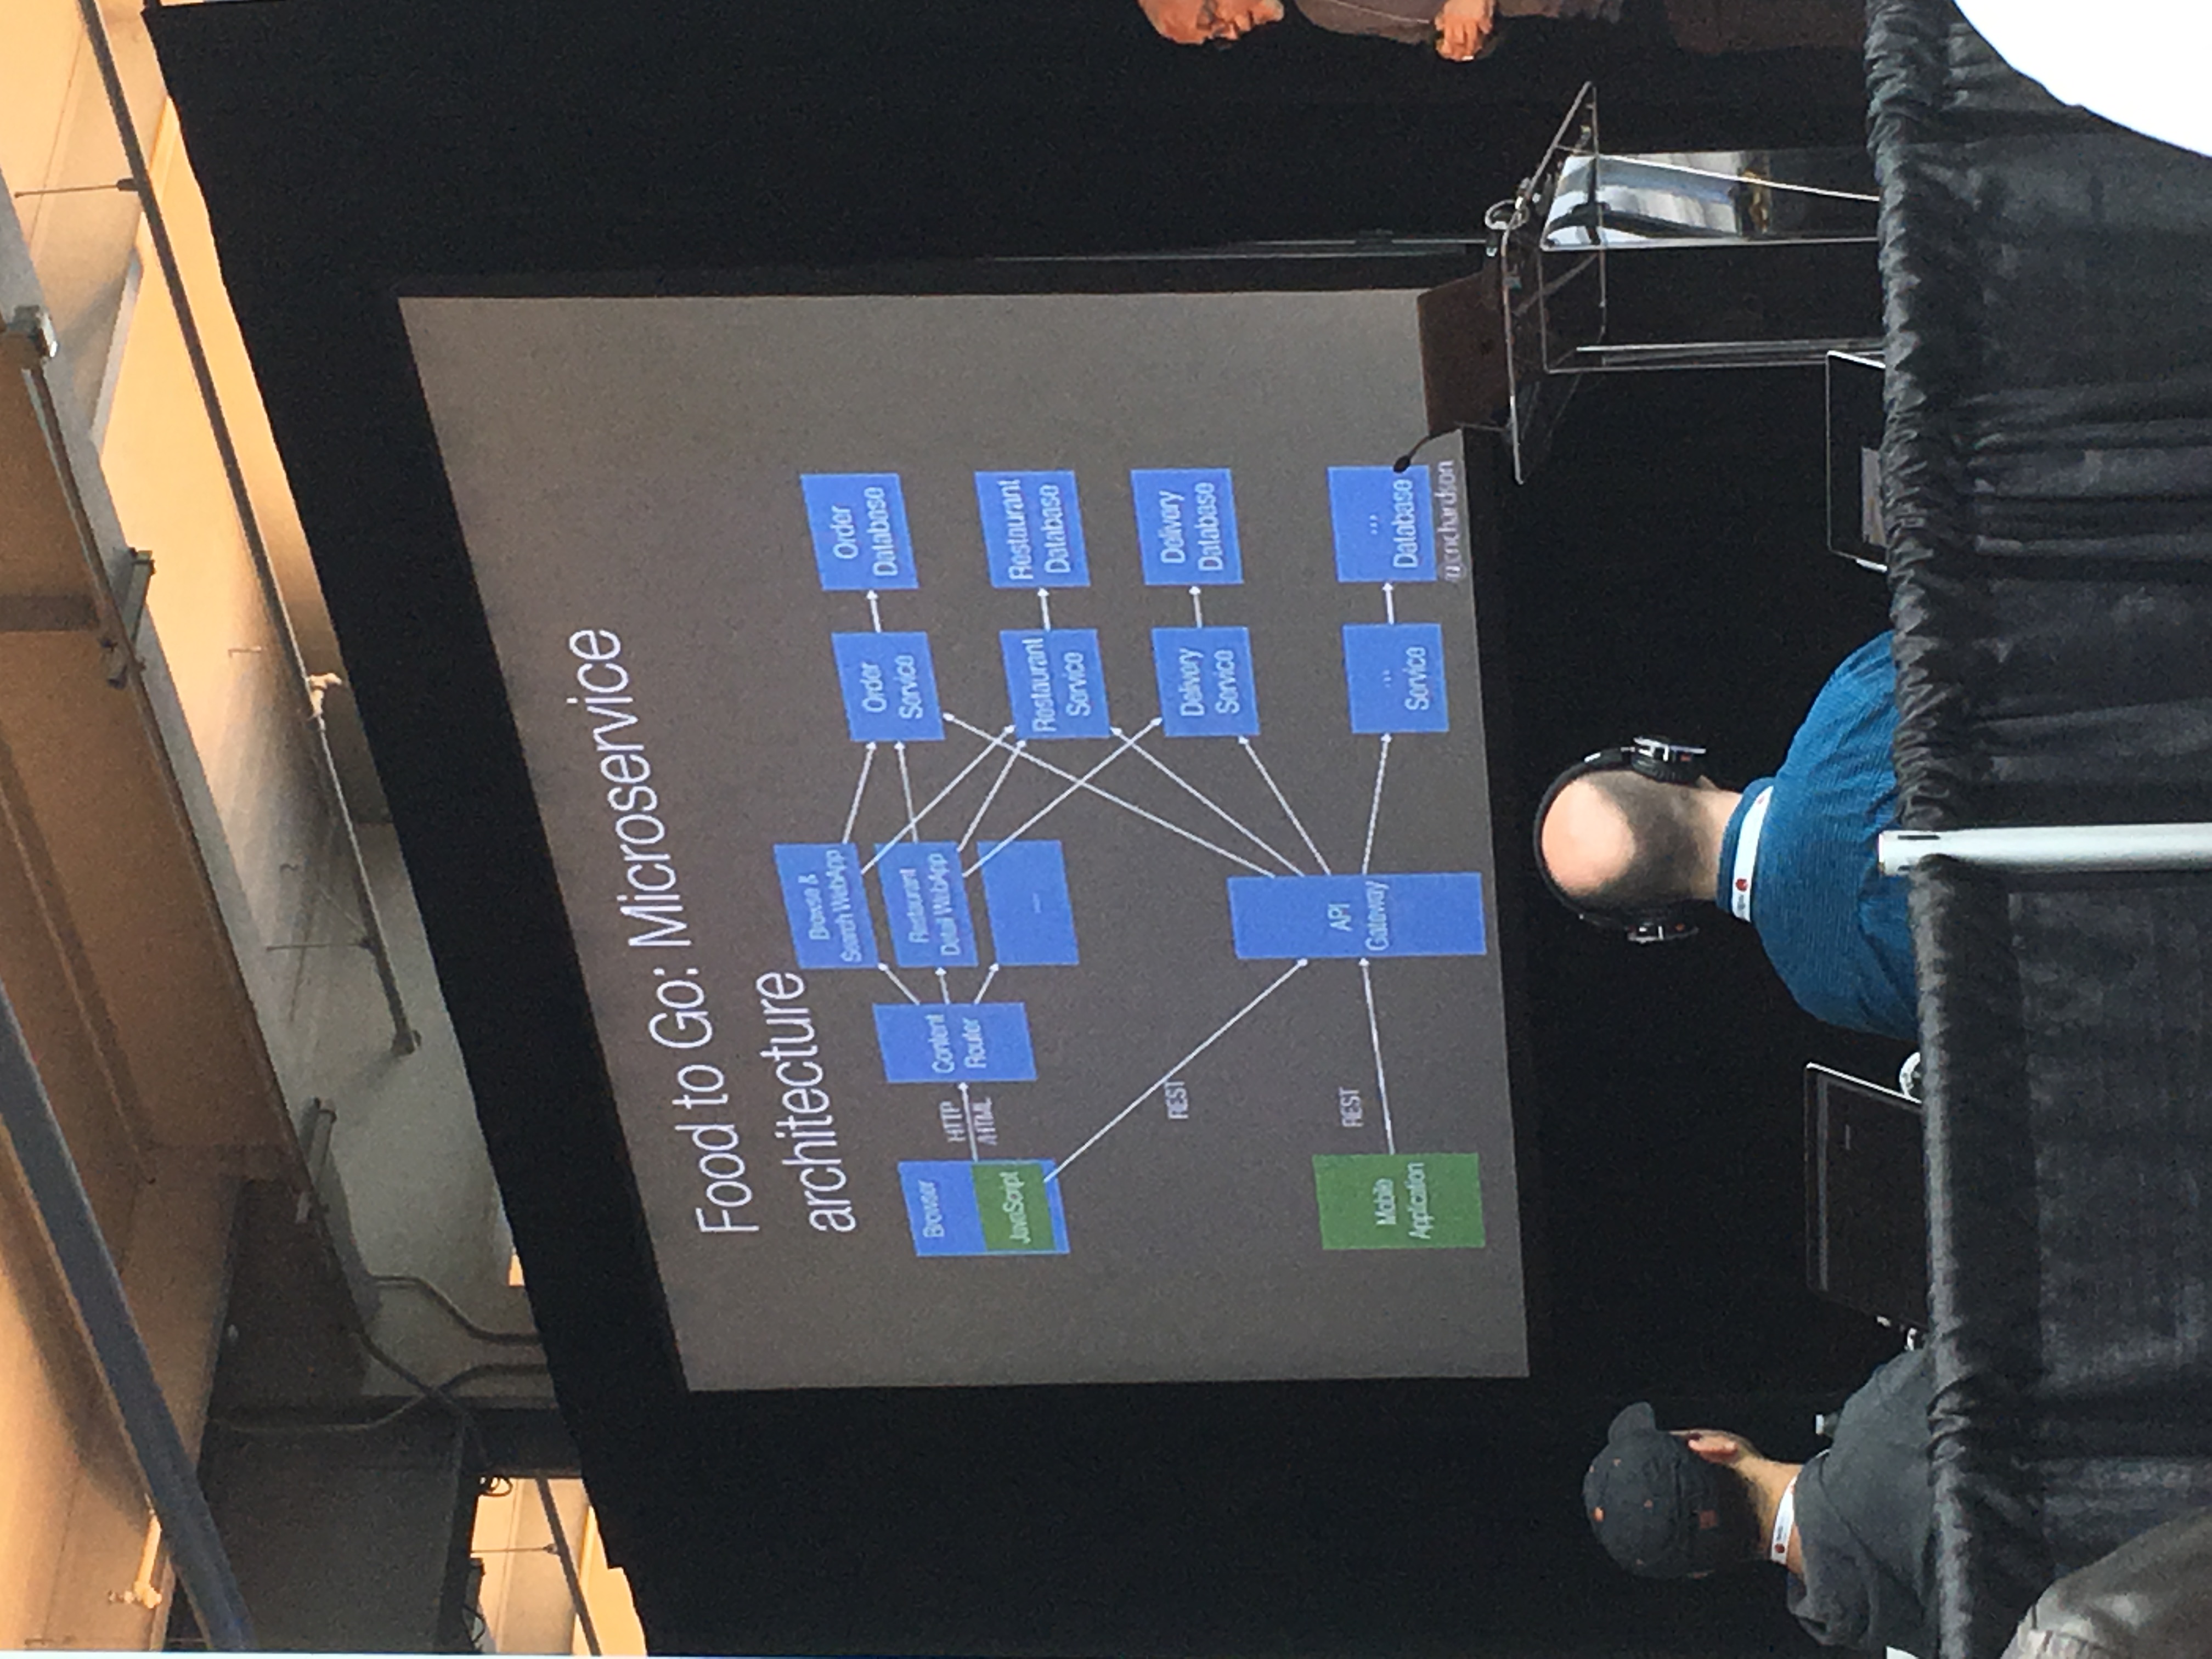 Food to Go: Microservice
architecture
Browse &
Search WebApp
Order
Service
Order
Database
Browser
JavaScript
HTTP
/HTML
Content
Router
Restaurant
Detail WebApp
...
Restaurant
Service
Restaurant
Database
REST
Delivery
Service
Delivery
Database
Mobile
Application
REST
API
Gateway
...
Service
...
Database
@crichardson